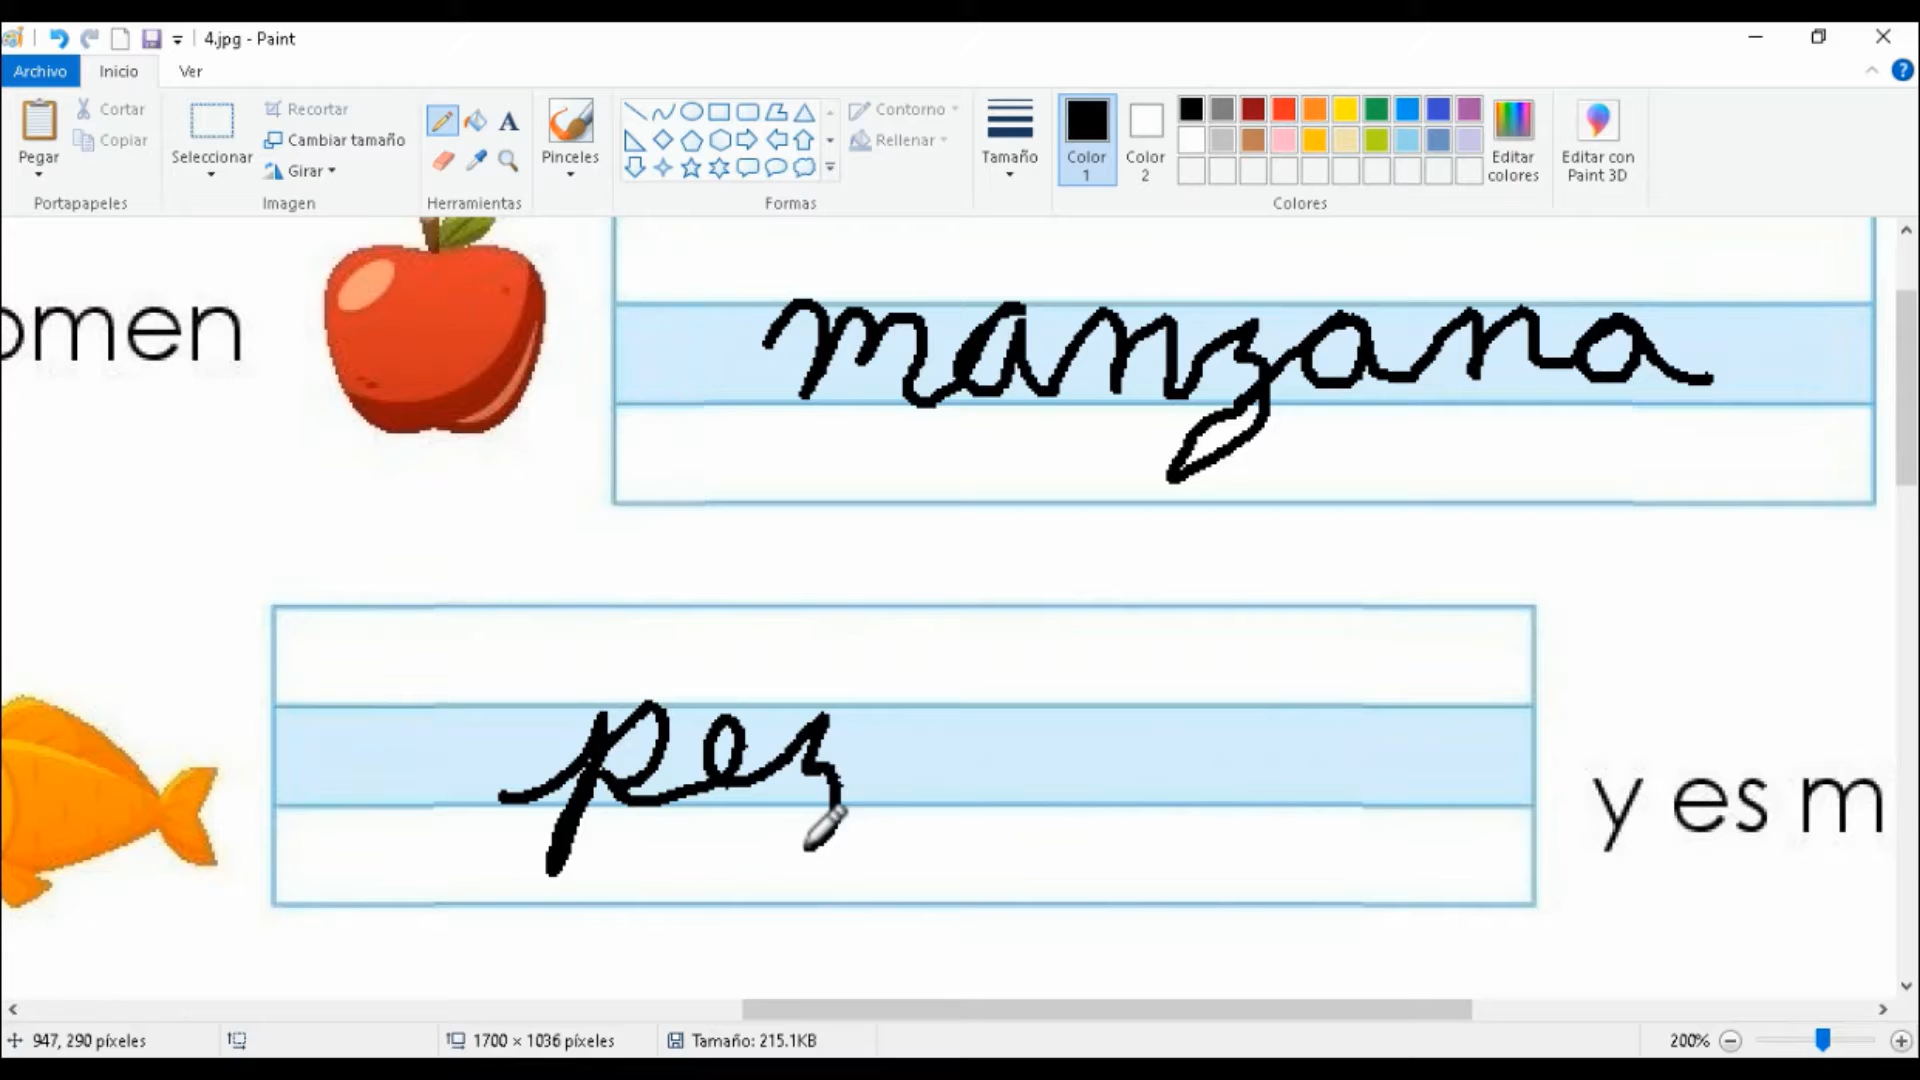 4.jpg - Paint
Archivo Inicio Ver
Pegar
Cortar
Copiar
Portapapeles
Seleccionar
Recortar
Cambiar tamaño
Girar
Imagen
A
Herramientas
Pinceles
Formas
Contorno
Rellenar
Tamaño
Color 1
Color 2
Editar colores
Colores
Editar con Paint 3D
omen
manzana
pez
y es m
947, 290 píxeles
1700 × 1036 píxeles
Tamaño: 215.1KB
200%